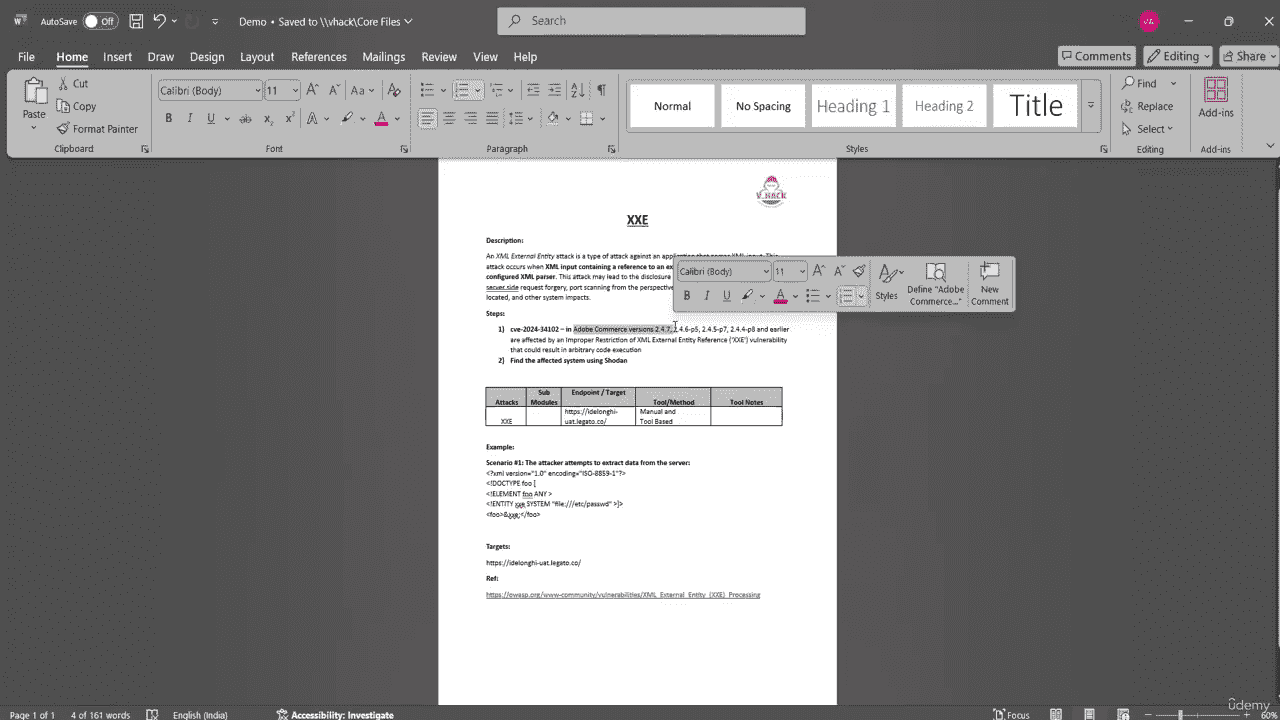 AutoSave Off Documentation Files
Search
File Home Insert Draw Design Layout References Mailings Review View Help
Comments Editing Share
Cut
Copy
Format Painter
Paste
Calibri (Body)
Normal No Spacing Heading 1 Heading 2 Title
Find
Replace
Select
Add-ins
Clipboard Font Paragraph Styles Editing Add-ins
V HACK
XXE
Description:
An XML External Entity attack is a type of attack against an application that parses XML input. This
attack occurs when XML input containing a reference to an ex
configured XML parser. This attack may lead to the disclosure
server side request forgery, port scanning from the perspective
located, and other system impacts.
Calibri (Body) 11
Styles Define "Adobe Commerce..." New Comment
Steps:
1) cve-2024-34102 – in Adobe Commerce versions 2.4.7, 2.4.6-p5, 2.4.5-p7, 2.4.4-p8 and earlier
are affected by an Improper Restriction of XML External Entity Reference ('XXE') vulnerability
that could result in arbitrary code execution
2) Find the affected system using Shodan
Attacks Sub Modules Endpoint / Target Tool/Method Tool Notes
XXE https://idelonghi-uat.legato.co/ Manual and Tool Based
Example:
Scenario #1: The attacker attempts to extract data from the server:
<?xml version="1.0" encoding="ISO-8859-1"?>
<!DOCTYPE foo [
<!ELEMENT foo ANY >
<!ENTITY xxe SYSTEM "file:///etc/passwd" >]>
<foo>&xxe;</foo>
Targets:
https://idelonghi-uat.legato.co/
Ref:
https://owasp.org/www-community/vulnerabilities/XML_External_Entity_(XXE)_Processing
Page 1 of 1 4 of 161 words English (India) Accessibility: Investigate Focus 60%
Udemy